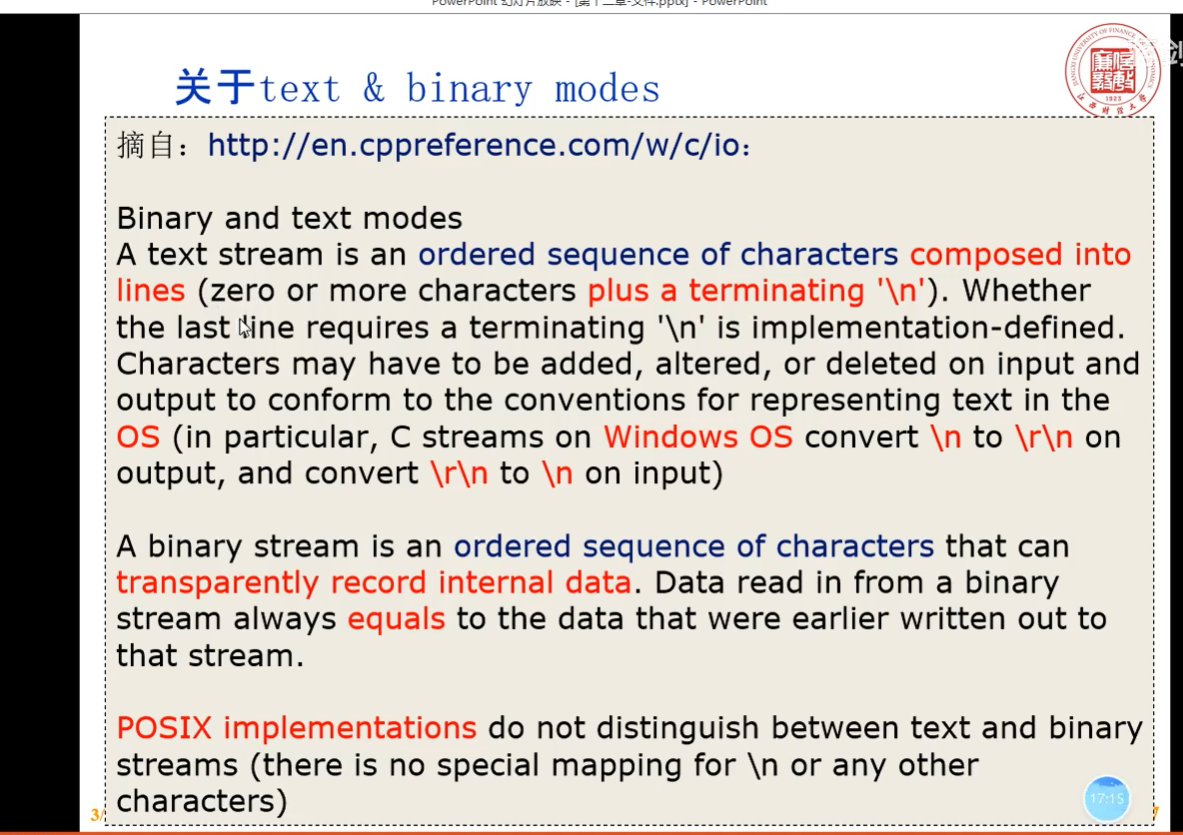 PowerPoint 幻灯片放映 - [第十二章-文件.pptx] - PowerPoint
关于text & binary modes
摘自：http://en.cppreference.com/w/c/io：
Binary and text modes
A text stream is an ordered sequence of characters composed into
lines (zero or more characters plus a terminating '\n'). Whether
the last line requires a terminating '\n' is implementation-defined.
Characters may have to be added, altered, or deleted on input and
output to conform to the conventions for representing text in the
OS (in particular, C streams on Windows OS convert \n to \r\n on
output, and convert \r\n to \n on input)
A binary stream is an ordered sequence of characters that can
transparently record internal data. Data read in from a binary
stream always equals to the data that were earlier written out to
that stream.
POSIX implementations do not distinguish between text and binary
streams (there is no special mapping for \n or any other
characters)
3/
17:15
7
1923